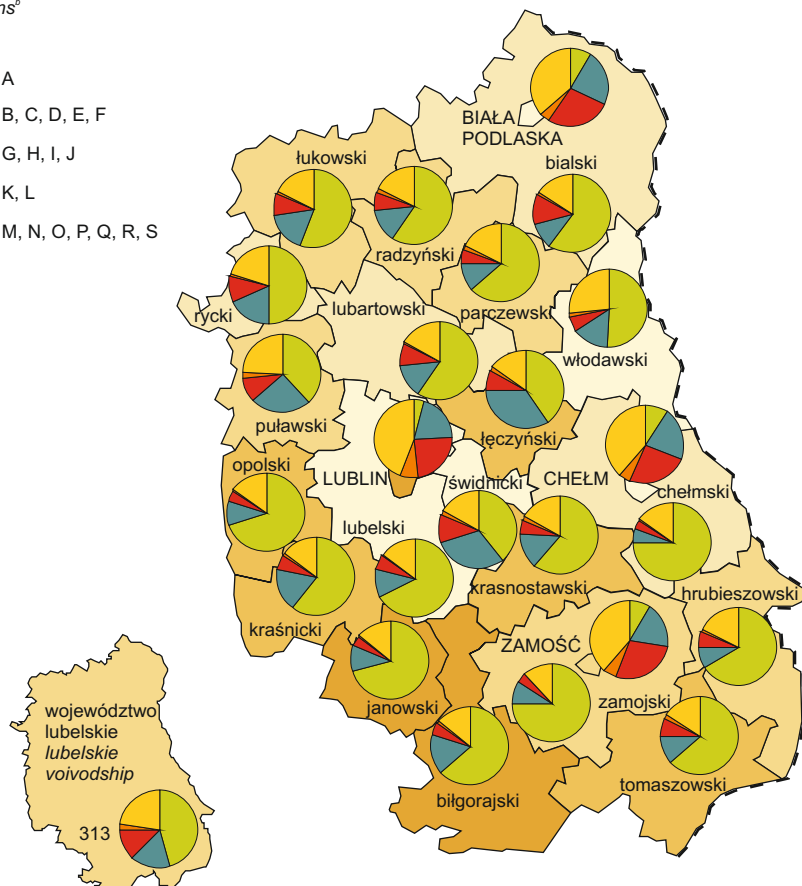 A
B, C, D, E, F
G, H, I, J
K, L
M, N, O, P, Q, R, S
BIAŁA
PODLASKA
bialski
łukowski
radzyński
parczewski
rycki
lubartowski
włodawski
puławski
łęczyński
opolski
LUBLIN
świdnicki
CHEŁM
chełmski
lubelski
krasnostawski
hrubieszowski
kraśnicki
ZAMOŚĆ
janowski
zamojski
biłgorajski
tomaszowski
województwo
lubelskie
lubelskie
voivodship
313